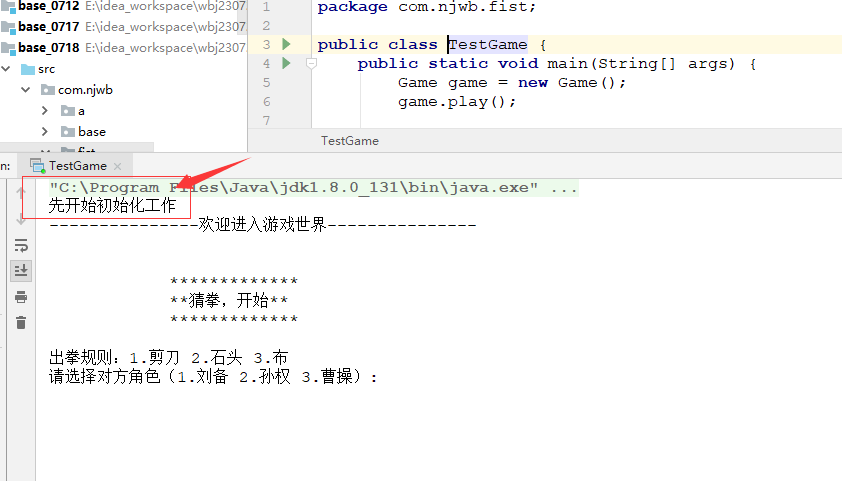 base_0712 E:\idea_workspace\wbj2307
base_0717 E:\idea_workspace\wbj2307
base_0718 E:\idea_workspace\wbj2307
src
com.njwb
a
base
fist
1 package com.njwb.fist;
2
3 public class TestGame {
4 public static void main(String[] args) {
5 Game game = new Game();
6 game.play();
7
TestGame
n: TestGame ×
"C:\Program Files\Java\jdk1.8.0_131\bin\java.exe" ...
先开始初始化工作
---------------欢迎进入游戏世界---------------
*************
**猜拳，开始**
*************
出拳规则：1.剪刀 2.石头 3.布
请选择对方角色（1.刘备 2.孙权 3.曹操）：